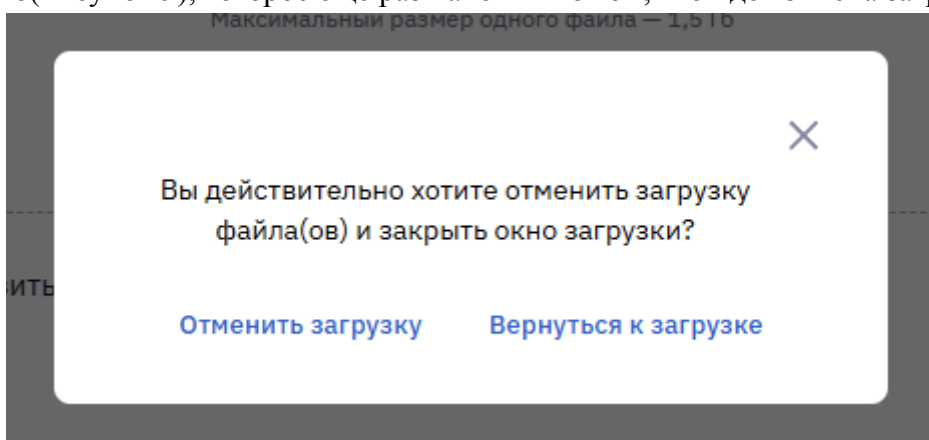 Максимальный размер одного файла — 1,5 Гб
Вы действительно хотите отменить загрузку
файла(ов) и закрыть окно загрузки?
ИТЬ
Отменить загрузку
Вернуться к загрузке